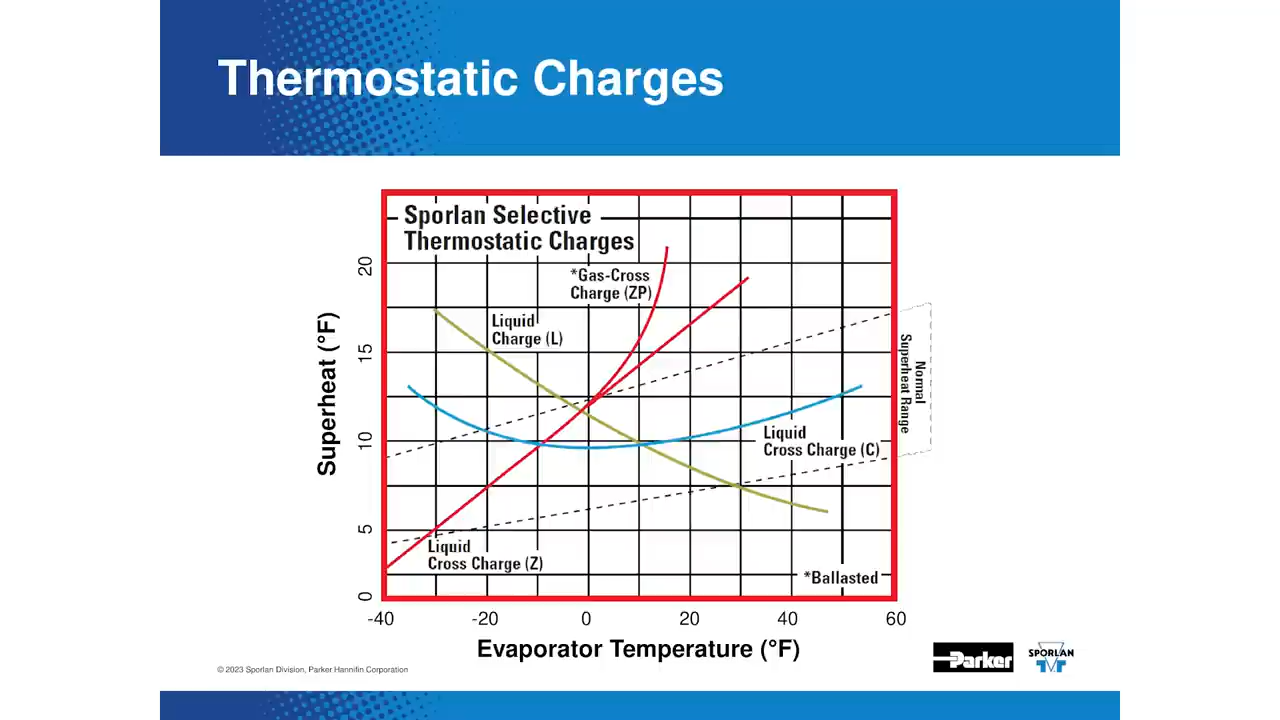 Thermostatic Charges
Sporlan Selective
Thermostatic Charges
*Gas-Cross
Charge (ZP)
Liquid
Charge (L)
Liquid
Cross Charge (C)
Liquid
Cross Charge (Z)
*Ballasted
Normal
Superheat Range
Superheat (°F)
20
15
10
5
0
-40
-20
0
20
40
60
Evaporator Temperature (°F)
© 2023 Sporlan Division, Parker Hannifin Corporation
Parker
SPORLAN